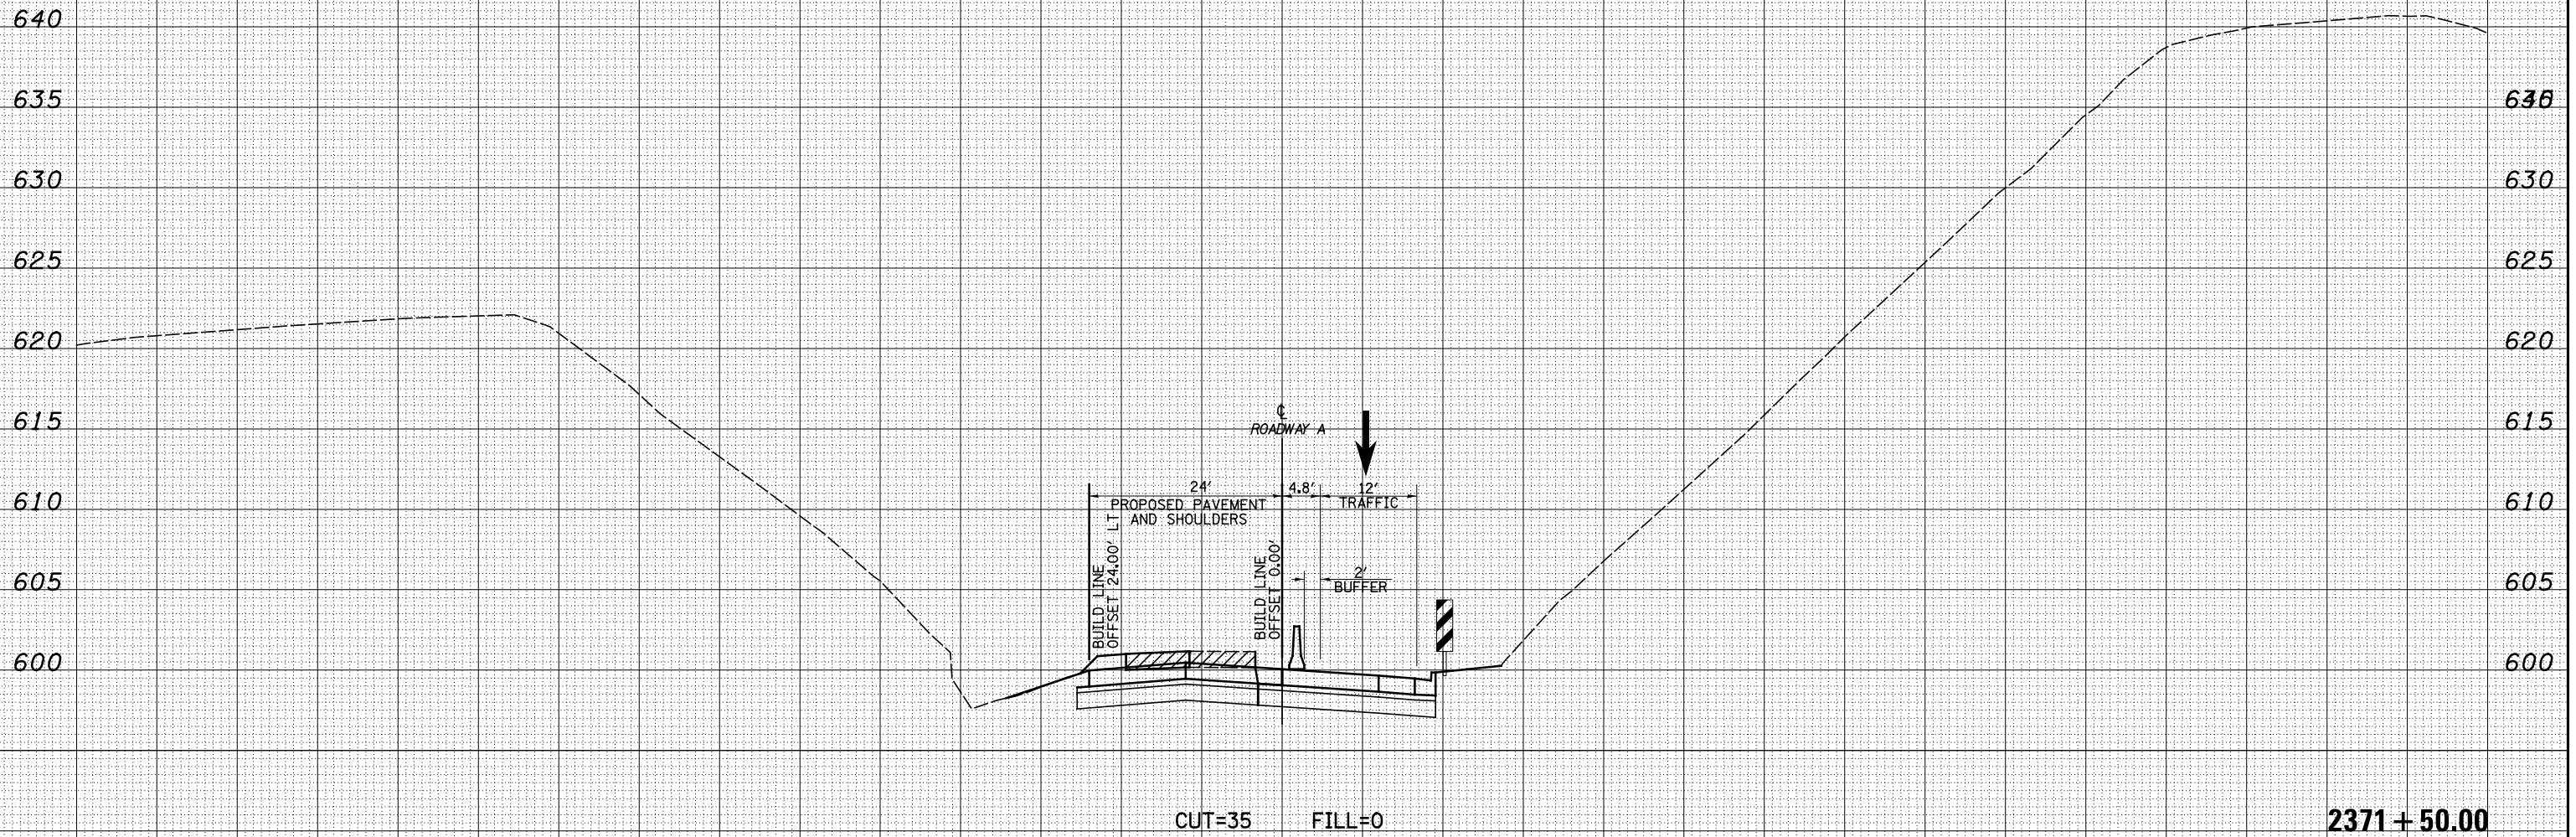 640
635
630
630
625
625
620
620
615
615
℄
ROADWAY A
610
610
24'
4.8'
12'
PROPOSED PAVEMENT
AND SHOULDERS
TRAFFIC
BUILD LINE
OFFSET 24.00' LT
BUILD LINE
OFFSET 0.00'
605
605
2'
BUFFER
600
600
CUT=35 FILL=0
2371 + 50.00